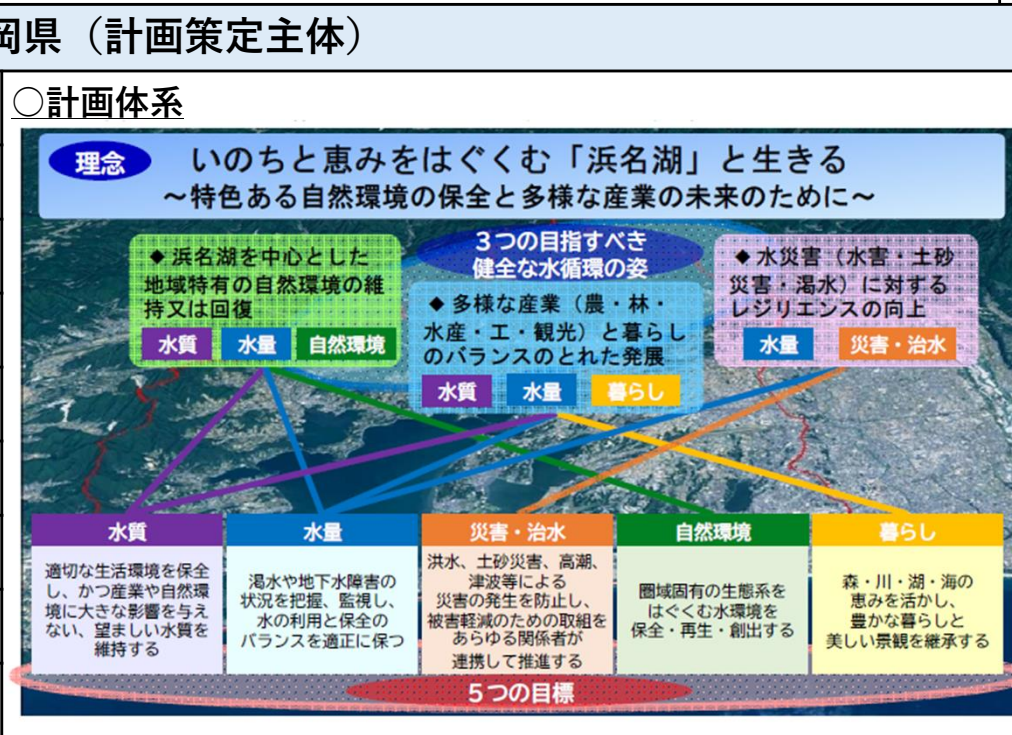 岡県（計画策定主体）
○計画体系
理念 いのちと恵みをはぐくむ「浜名湖」と生きる
～特色ある自然環境の保全と多様な産業の未来のために～
３つの目指すべき
健全な水循環の姿
◆ 浜名湖を中心とした
地域特有の自然環境の維
持又は回復
水質 水量 自然環境
◆ 多様な産業（農・林・
水産・工・観光）と暮らし
のバランスのとれた発展
水質 水量 暮らし
◆ 水災害（水害・土砂
災害・渇水）に対する
レジリエンスの向上
水量 災害・治水
水質
適切な生活環境を保全
し、かつ産業や自然環
境に大きな影響を与え
ない、望ましい水質を
維持する
水量
渇水や地下水障害の
状況を把握、監視し、
水の利用と保全の
バランスを適正に保つ
災害・治水
洪水、土砂災害、高潮、
津波等による
災害の発生を防止し、
被害軽減のための取組を
あらゆる関係者が
連携して推進する
自然環境
圏域固有の生態系を
はぐくむ水環境を
保全・再生・創出する
暮らし
森・川・湖・海の
恵みを活かし、
豊かな暮らしと
美しい景観を継承する
５つの目標